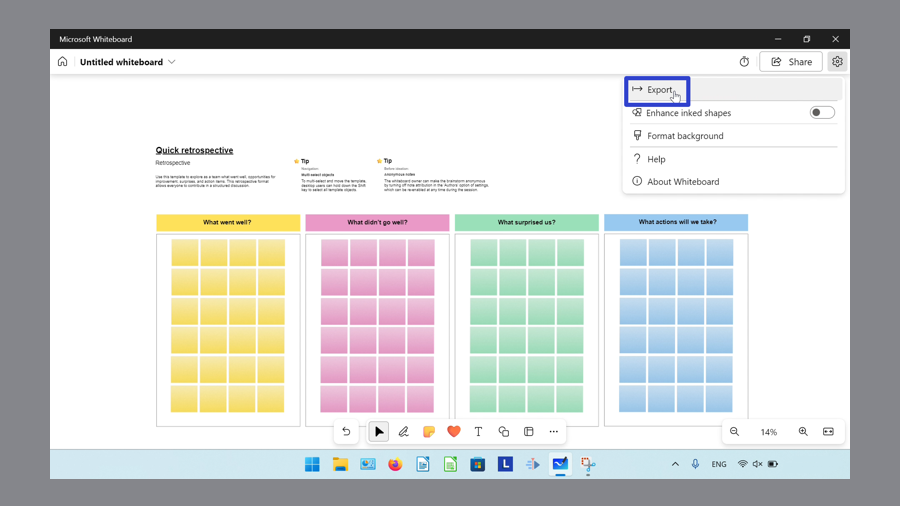 Microsoft Whiteboard
Untitled whiteboard
Share
Export
Enhance inked shapes
Format background
? Help
About Whiteboard
Quick retrospective
Retrospective
Use this template to explore as a team what went well, opportunities for
improvement, surprises, and action items. This retrospective format
allows everyone to contribute in a structured discussion.
Tip
Navigation
Multi-select objects
To multi-select and move the template,
desktop users can hold down the Shift
key to select all template objects.
Tip
Before ideation
Anonymous notes
The whiteboard owner can make the brainstorm anonymous
by turning off note attribution in the 'Authors' option of settings,
which can be reenabled at any time during the session.
What went well?
What didn't go well?
What surprised us?
What actions will we take?
T
14%
L
ENG